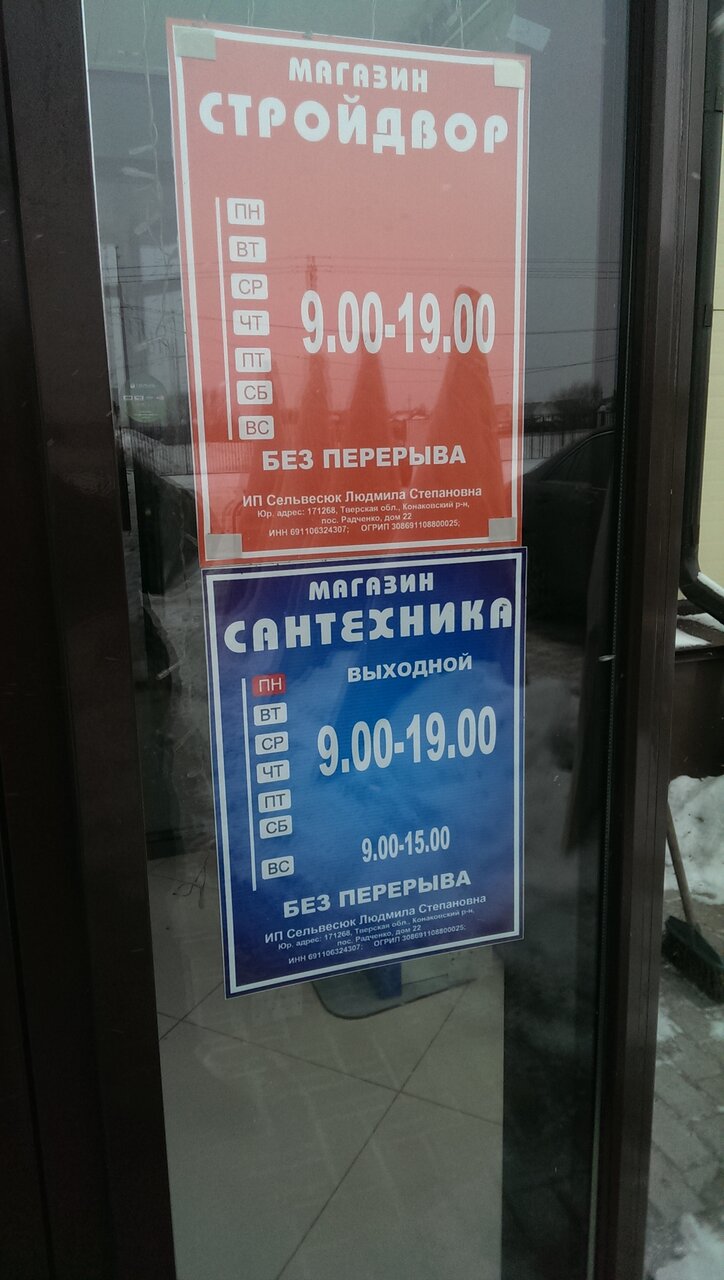 МАГАЗИН
СТРОЙДВОР
ПН
ВТ
СР
ЧТ
ПТ
СБ
ВС
9.00-19.00
БЕЗ ПЕРЕРЫВА
ИП Сельвесюк Людмила Степановна
Юр. адрес: 171268, Тверская обл., Конаковский р-н,
пос. Радченко, дом 22
ИНН 691106324307; ОГРИП 308691108800025;
МАГАЗИН
САНТЕХНИКА
ПН ВЫХОДНОЙ
ВТ
СР
ЧТ
ПТ
СБ
9.00-19.00
ВС 9.00-15.00
БЕЗ ПЕРЕРЫВА
ИП Сельвесюк Людмила Степановна
Юр. адрес: 171268, Тверская обл., Конаковский р-н,
пос. Радченко, дом 22
ИНН 691106324307; ОГРИП 308691108800025;